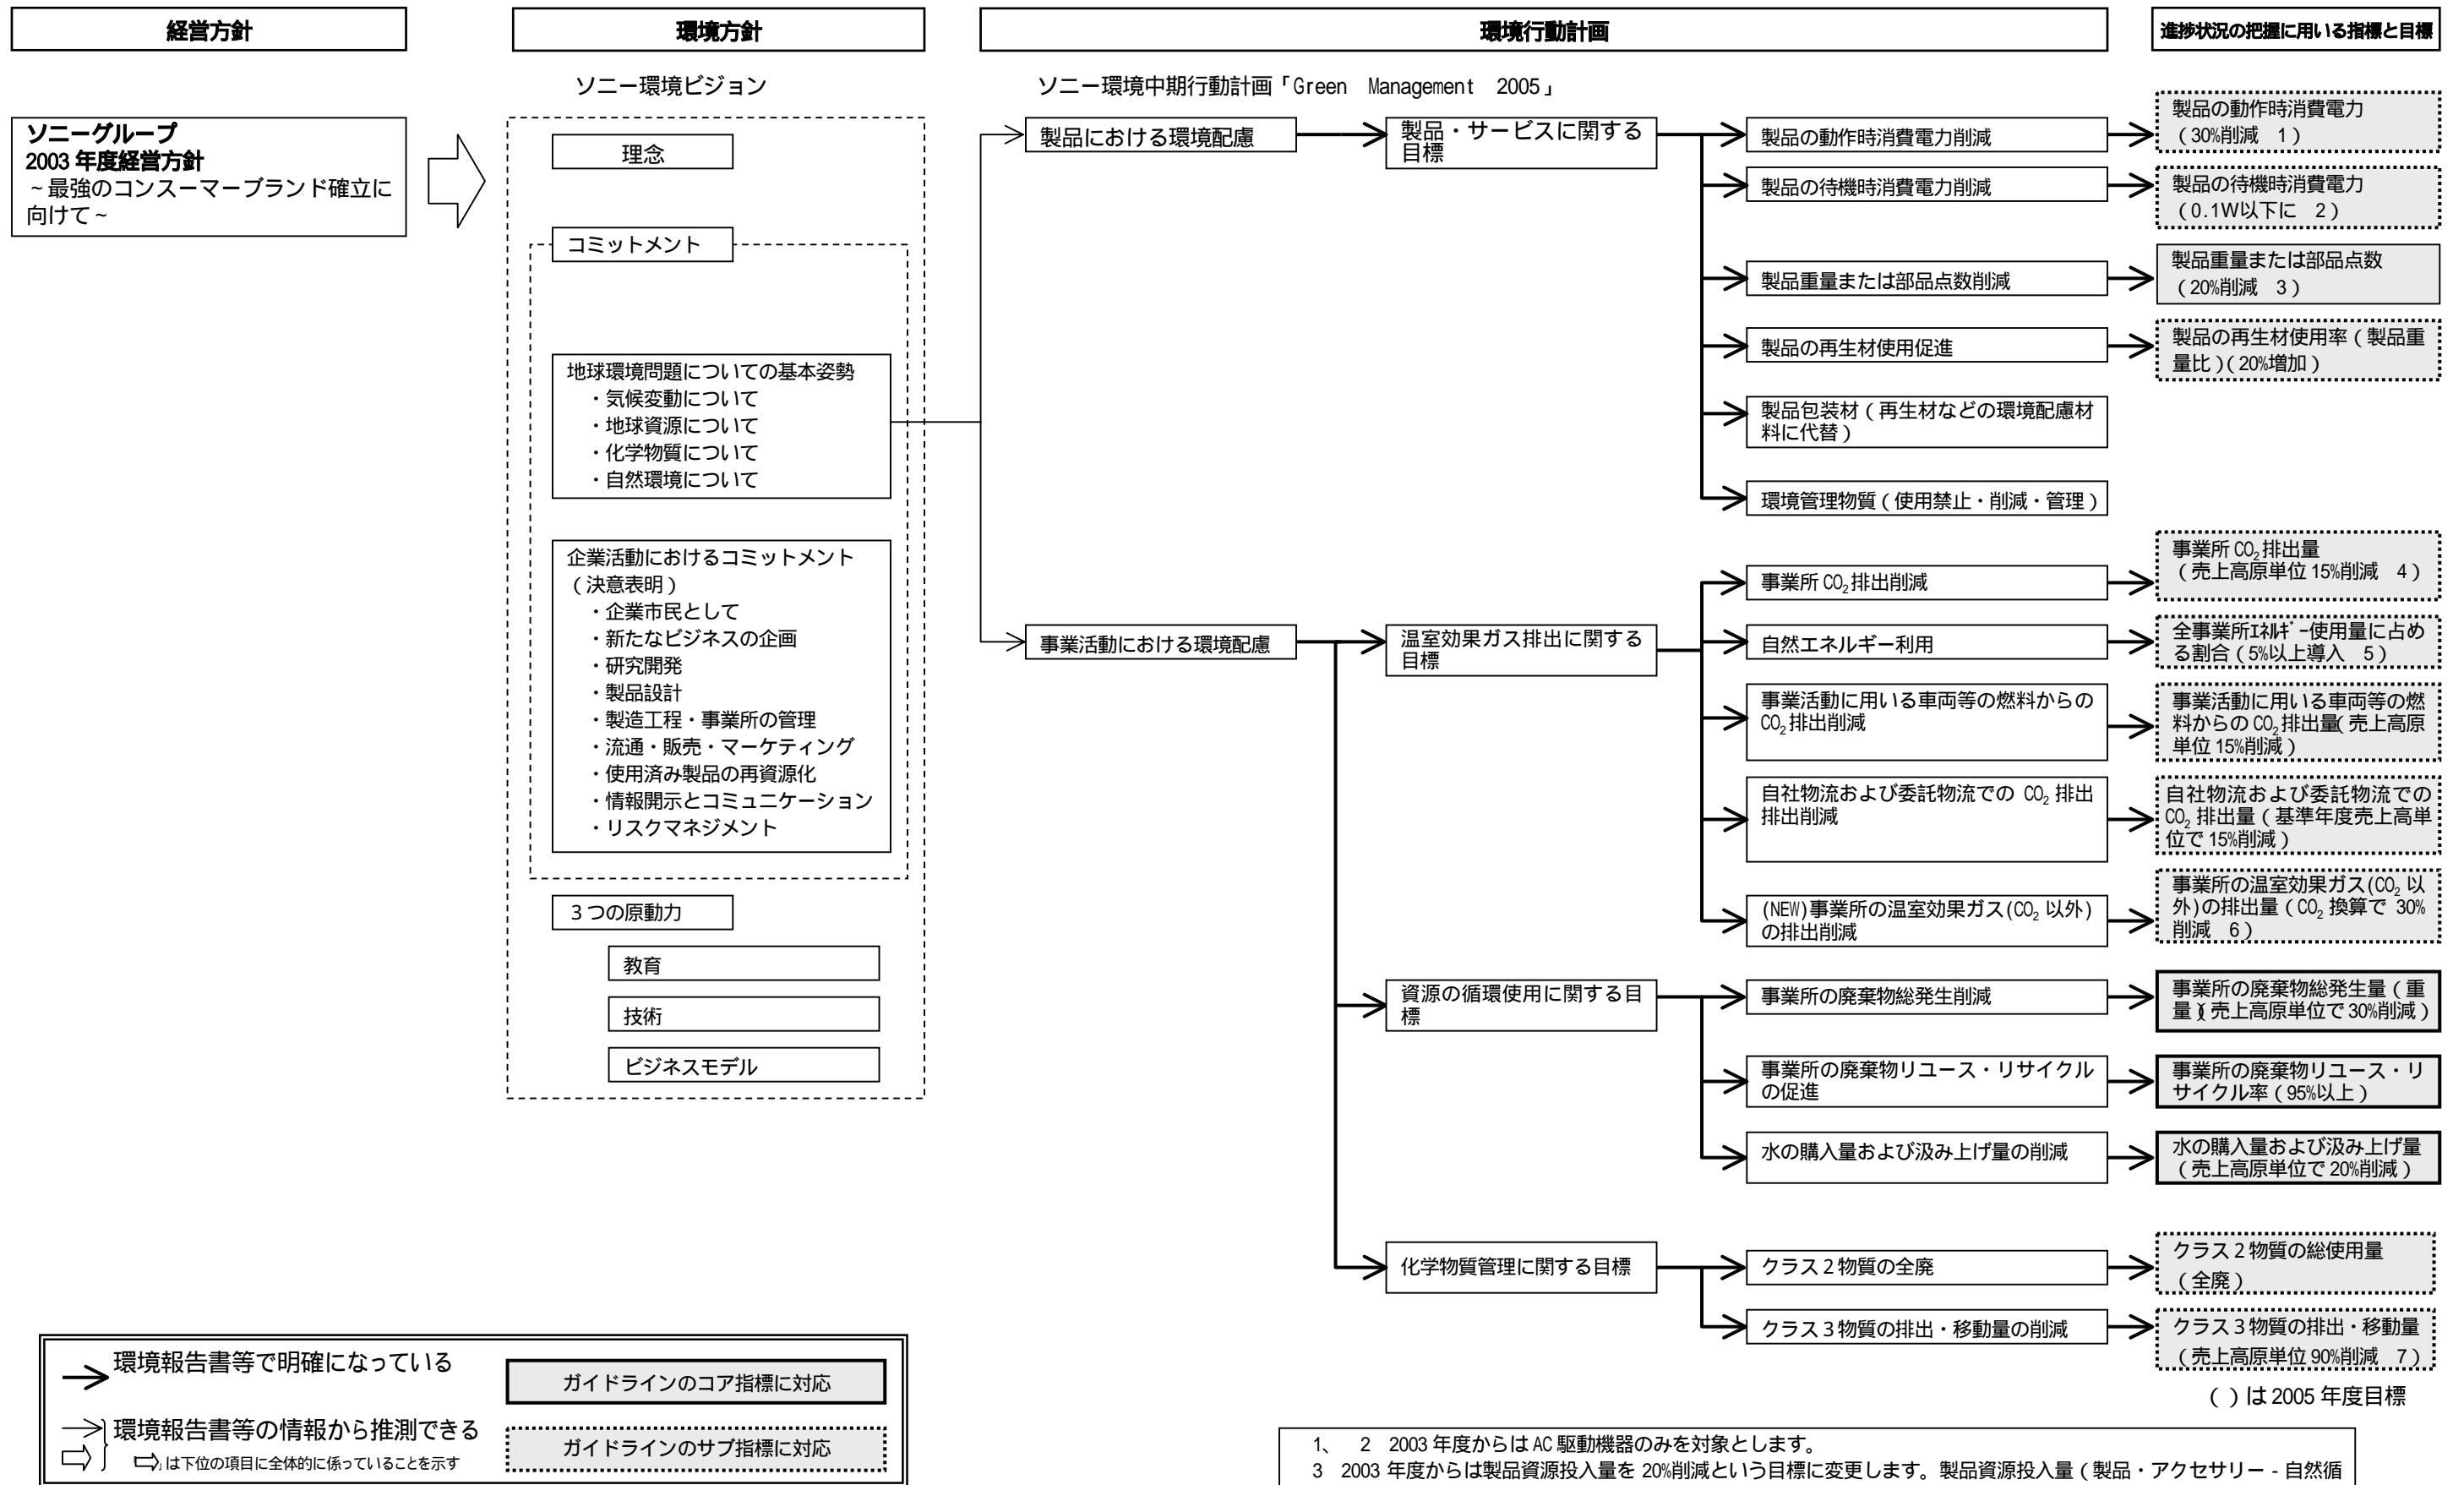 経営方針
環境方針
環境行動計画
進捗状況の把握に用いる指標と目標
ソニー環境ビジョン
ソニー環境中期行動計画「Green Management 2005」
ソニーグループ
2003 年度経営方針
~最強のコンスーマーブランド確立に
向けて~
理念
コミットメント
地球環境問題についての基本姿勢
・気候変動について
・地球資源について
・化学物質について
・自然環境について
企業活動におけるコミットメント
(決意表明)
・企業市民として
・新たなビジネスの企画
・研究開発
・製品設計
・製造工程・事業所の管理
・流通・販売・マーケティング
・使用済み製品の再資源化
・情報開示とコミュニケーション
・リスクマネジメント
3つの原動力
教育
技術
ビジネスモデル
製品における環境配慮
製品・サービスに関する
目標
製品の動作時消費電力削減
製品の動作時消費電力
(30%削減 1)
製品の待機時消費電力削減
製品の待機時消費電力
(0.1W以下に 2)
製品重量または部品点数削減
製品重量または部品点数
(20%削減 3)
製品の再生材使用促進
製品の再生材使用率(製品重
量比)(20%増加)
製品包装材(再生材などの環境配慮材
料に代替)
環境管理物質(使用禁止・削減・管理)
事業活動における環境配慮
温室効果ガス排出に関する
目標
事業所 CO₂排出削減
事業所 CO₂排出量
(売上高原単位 15%削減 4)
自然エネルギー利用
全事業所エネルギー使用量に占め
る割合(5%以上導入 5)
事業活動に用いる車両等の燃料からの
CO₂排出削減
事業活動に用いる車両等の燃
料からの CO₂排出量(売上高原
単位 15%削減)
自社物流および委託物流での CO₂ 排出
排出削減
自社物流および委託物流での
CO₂ 排出量(基準年度売上高単
位で 15%削減)
(NEW)事業所の温室効果ガス(CO₂ 以外)
の排出削減
事業所の温室効果ガス(CO₂ 以
外)の排出量(CO₂ 換算で 30%
削減 6)
資源の循環使用に関する目
標
事業所の廃棄物総発生削減
事業所の廃棄物総発生量(重
量)(売上高原単位で 30%削減)
事業所の廃棄物リユース・リサイクル
の促進
事業所の廃棄物リユース・リ
サイクル率(95%以上)
水の購入量および汲み上げ量の削減
水の購入量および汲み上げ量
(売上高原単位で 20%削減)
化学物質管理に関する目標
クラス2物質の全廃
クラス2物質の総使用量
(全廃)
クラス3物質の排出・移動量の削減
クラス3物質の排出・移動量
(売上高原単位 90%削減 7)
( )は 2005 年度目標
環境報告書等で明確になっている
ガイドラインのコア指標に対応
環境報告書等の情報から推測できる
は下位の項目に全体的に係っていることを示す
ガイドラインのサブ指標に対応
1、 2 2003 年度からは AC 駆動機器のみを対象とします。
3 2003 年度からは製品資源投入量を 20%削減という目標に変更します。製品資源投入量(製品・アクセサリー - 自然循